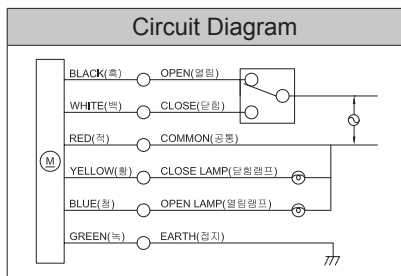 Circuit Diagram
BLACK(흑) OPEN(열림)
WHITE(백) CLOSE(닫힘)
RED(적) COMMON(공통)
M
YELLOW(황) CLOSE LAMP(닫힘램프)
BLUE(청) OPEN LAMP(열림램프)
GREEN(녹) EARTH(접지)